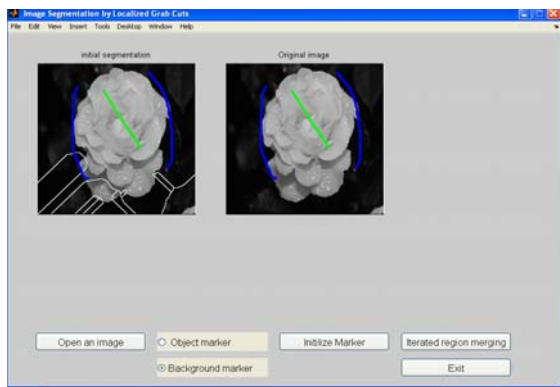 Image Segmentation by Localized Grab Cuts
File Edit View Insert Tools Desktop Window Help
initial segmentation Original image
Open an image Object marker Initilize Marker Iterated region merging
Background marker Exit